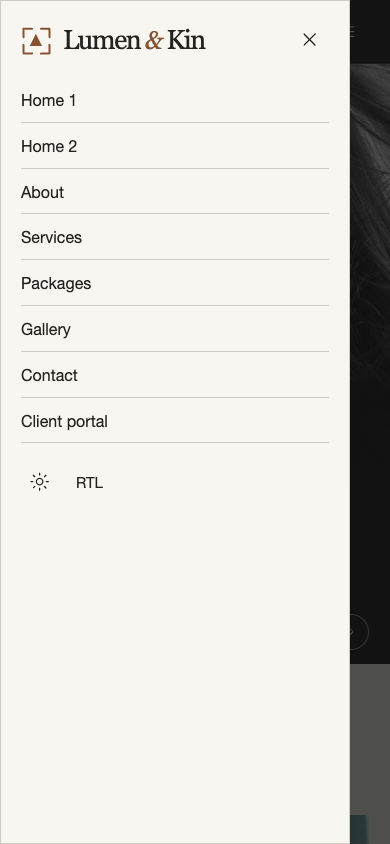 Lumen & Kin
Home 1
Home 2
About
Services
Packages
Gallery
Contact
Client portal
RTL